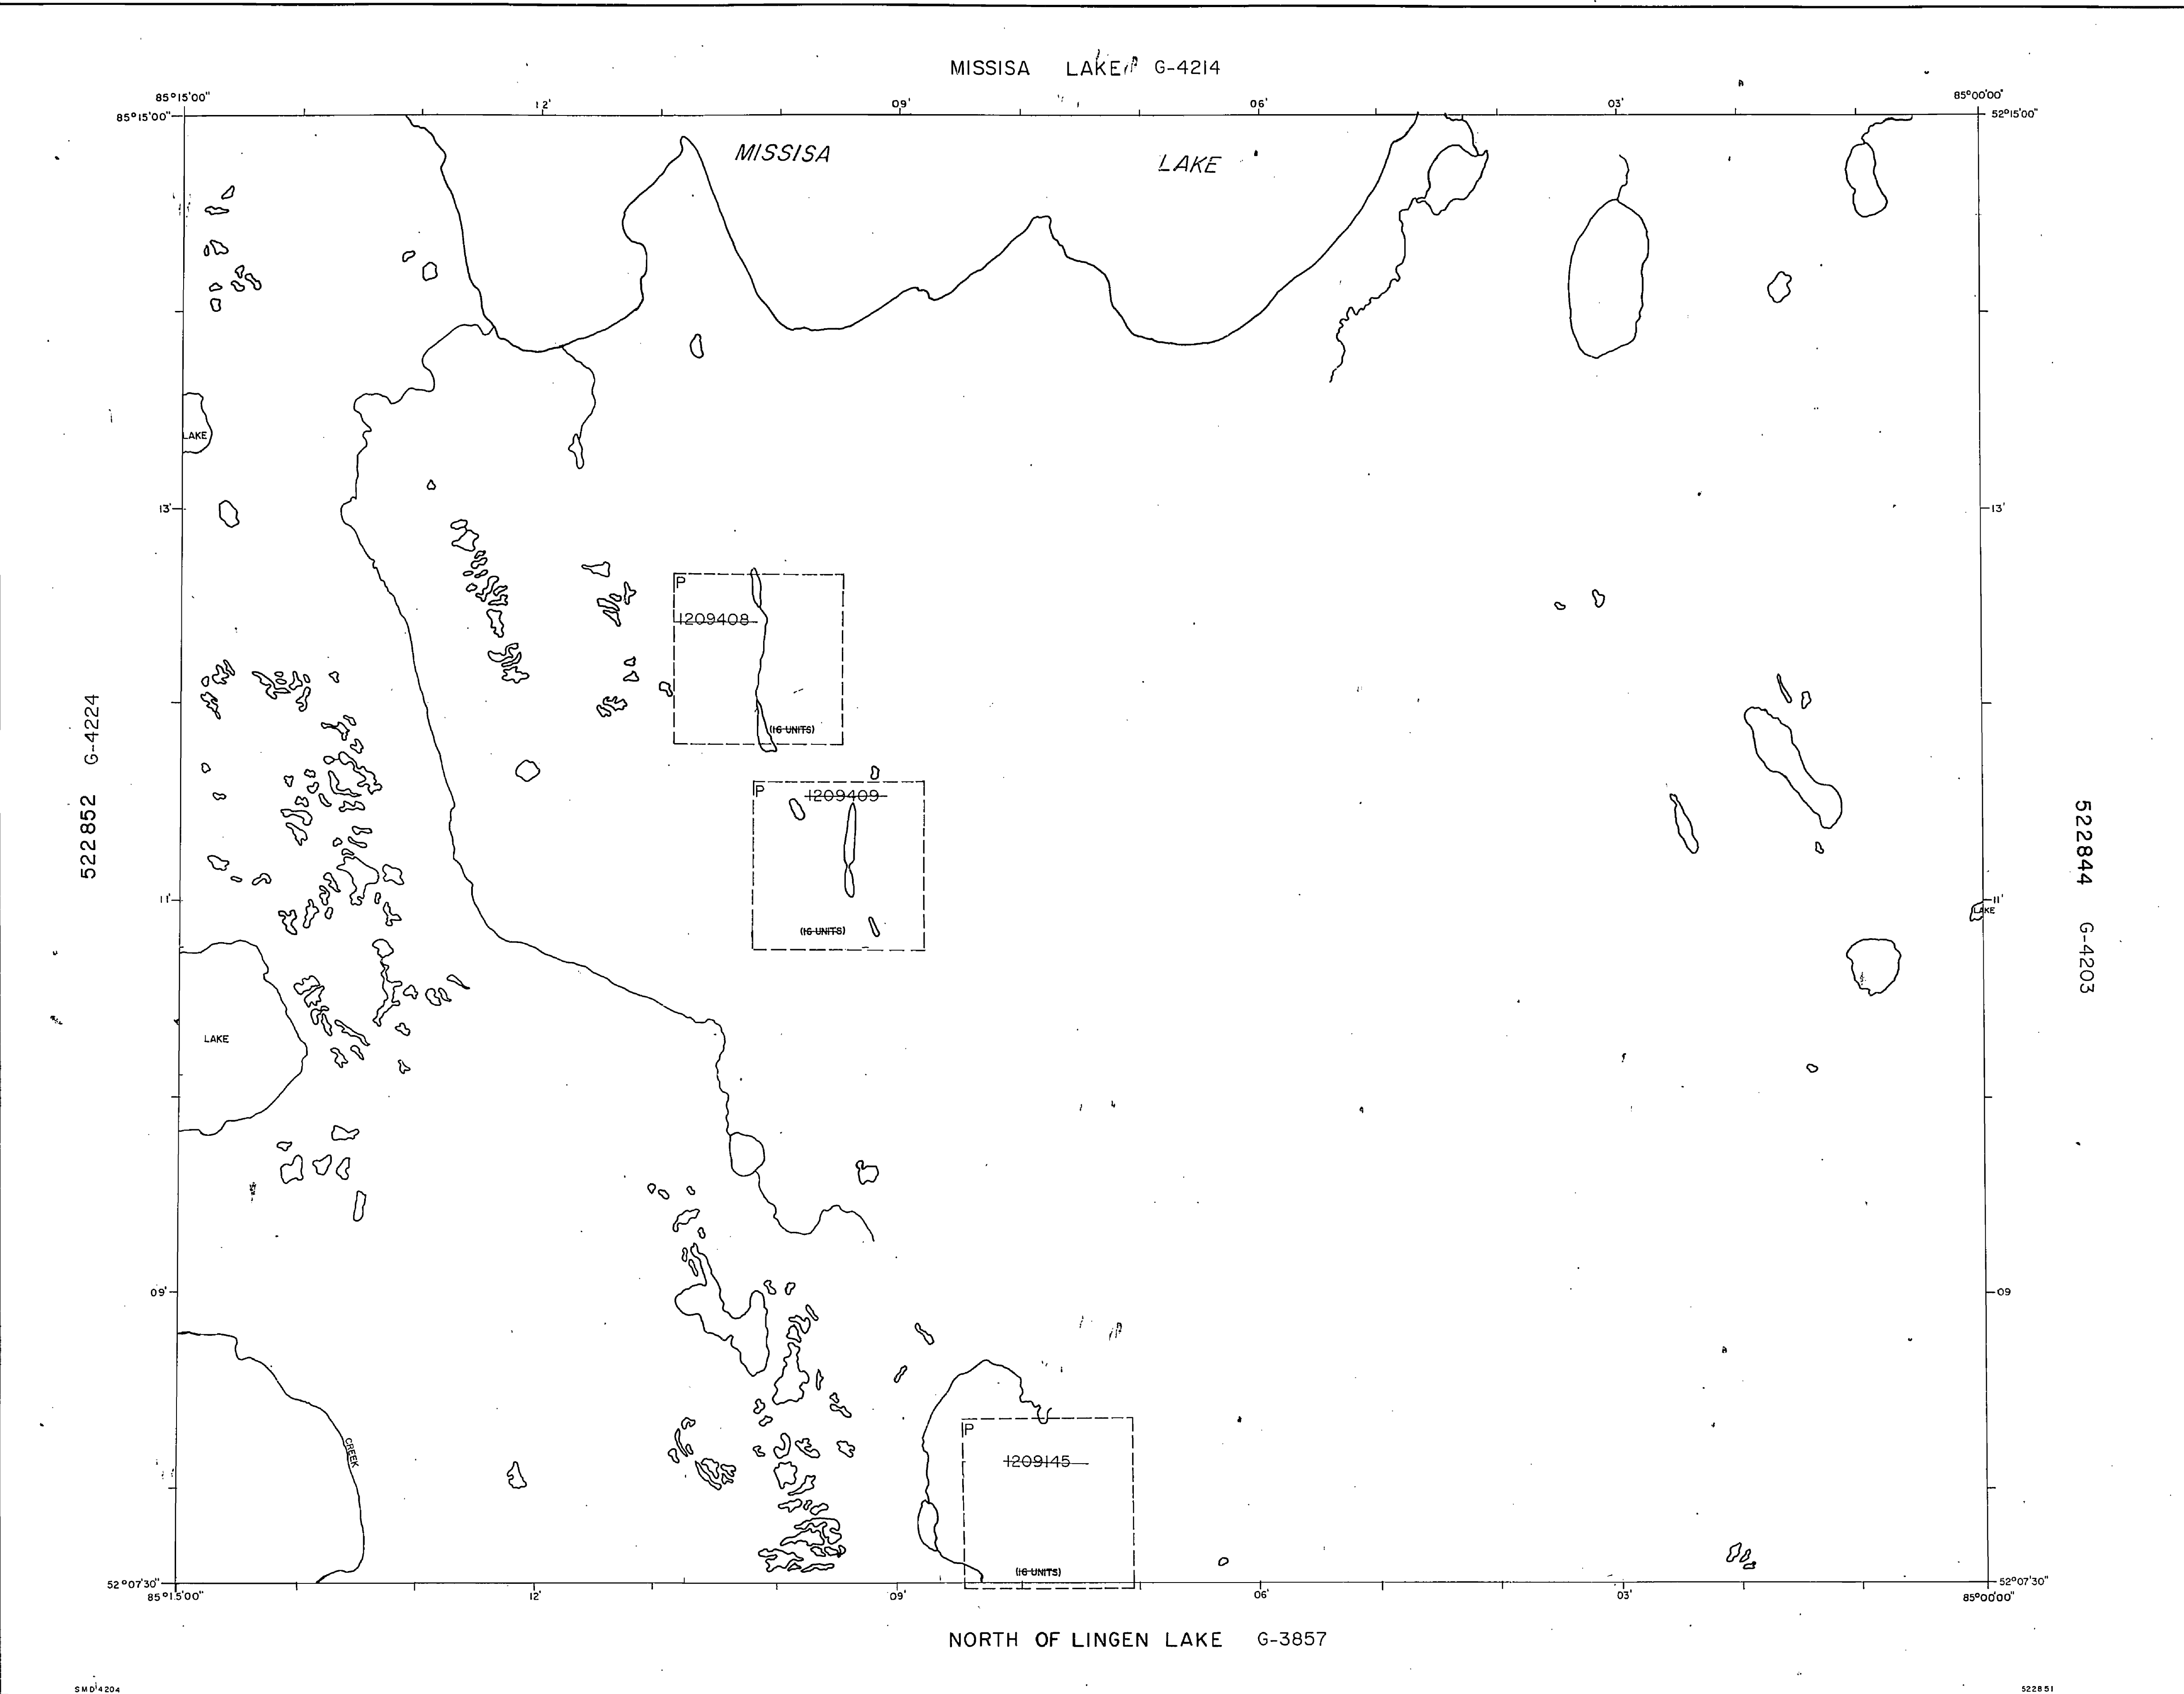 MISSISA LAKE G-4214
85°15'00" 12' 09' 06' 03' 85°00'00"
85°15'00" 52°15'00"
MISSISA LAKE
LAKE
13' 13'
P
1209408
(16 UNITS)
P
1209409
(16 UNITS)
522852 G-4224
522844 G-4203
11' 11'
LAKE
LAKE
09' 09
CREEK
P
1209145
(16 UNITS)
52°07'30" 52°07'30"
85°15'00" 12' 09' 06' 03' 85°00'00"
NORTH OF LINGEN LAKE G-3857
SMD 4204 522851